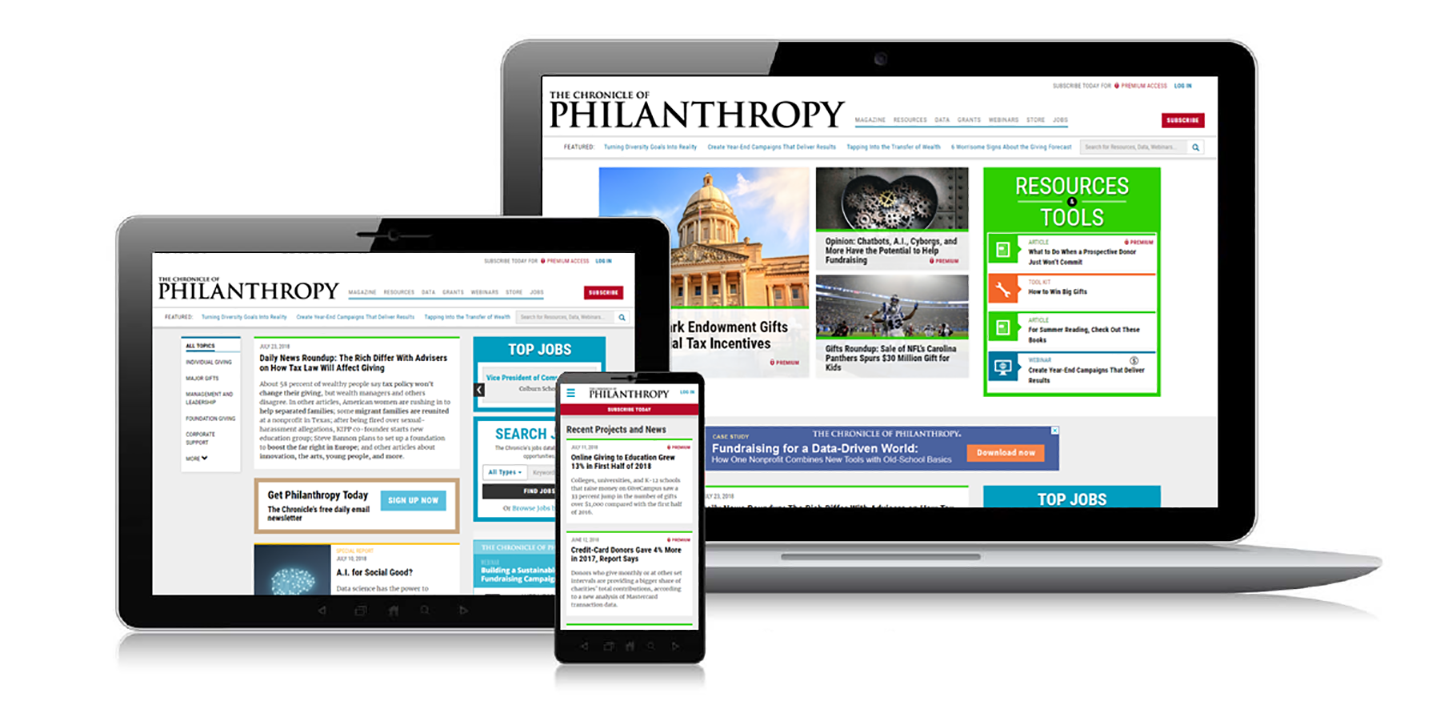 SUBSCRIBE TODAY FOR PREMIUM ACCESS LOG IN
THE CHRONICLE OF
PHILANTHROPY
MAGAZINE RESOURCES DATA GRANTS WEBINARS STORE JOBS
SUBSCRIBE
FEATURED: Turning Diversity Goals Into Reality Create Year-End Campaigns That Deliver Results Tapping Into the Transfer of Wealth 6 Worrisome Signs About the Giving Forecast Search for Resources, Data, Webinars...
rk Endowment Gifts
al Tax Incentives
PREMIUM
Opinion: Chatbots, A.I., Cyborgs, and
More Have the Potential to Help
Fundraising
PREMIUM
Gifts Roundup: Sale of NFL's Carolina
Panthers Spurs $30 Million Gift for
Kids
RESOURCES
&
TOOLS
ARTICLE PREMIUM
What to Do When a Prospective Donor
Just Won't Commit
TOOL KIT
How to Win Big Gifts
ARTICLE
For Summer Reading, Check Out These
Books
WEBINAR
Create Year-End Campaigns That Deliver
Results
CASE STUDY
THE CHRONICLE OF PHILANTHROPY.
Fundraising for a Data-Driven World:
How One Nonprofit Combines New Tools with Old-School Basics
Download now
LY 23, 2018
TOP JOBS
aily News Roundup: The Rich Differ With Advisers on How Tax
SUBSCRIBE TODAY FOR PREMIUM ACCESS LOG IN
THE CHRONICLE OF
PHILANTHROPY
MAGAZINE RESOURCES DATA GRANTS WEBINARS STORE JOBS
SUBSCRIBE
FEATURED: Turning Diversity Goals Into Reality Create Year-End Campaigns That Deliver Results Tapping Into the Transfer of Wealth Search for Resources, Data, Webinars...
ALL TOPICS
INDIVIDUAL GIVING
MAJOR GIFTS
MANAGEMENT AND
LEADERSHIP
FOUNDATION GIVING
CORPORATE
SUPPORT
MORE
JULY 23, 2018
Daily News Roundup: The Rich Differ With Advisers
on How Tax Law Will Affect Giving
About 58 percent of wealthy people say tax policy won't
change their giving, but wealth managers and others
disagree. In other articles, American women are rushing in to
help separated families; some migrant families are reunited
at a nonprofit in Texas; after being fired over sexual-
harassment allegations, KIPP co-founder starts new
education group; Steve Bannon plans to set up a foundation
to boost the far right in Europe; and other articles about
innovation, the arts, young people, and more.
Get Philanthropy Today
The Chronicle's free daily email
newsletter
SIGN UP NOW
SPECIAL REPORT
JULY 10, 2018
A.I. for Social Good?
Data science has the power to
TOP JOBS
Vice President of Com
Colburn Scho
SEARCH J
The Chronicle's jobs datab
opportunities
All Types
Keyword
FIND JOBS
Or Browse Jobs
THE CHRONICLE OF PH
WEBINAR
Building a Sustainable
Fundraising Campaig
PHILANTHROPY
LOG IN
SUBSCRIBE TODAY
Recent Projects and News
JULY 11, 2018 PREMIUM
Online Giving to Education Grew
13% in First Half of 2018
Colleges, universities, and K-12 schools
that raise money on GiveCampus saw a
33 percent jump in the number of gifts
over $1,000 compared with the first half
of 2016.
JUNE 12, 2018 PREMIUM
Credit-Card Donors Gave 4% More
in 2017, Report Says
Donors who give monthly or at other set
intervals are providing a bigger share of
charities' total contributions, according
to a new analysis of Mastercard
transaction data.